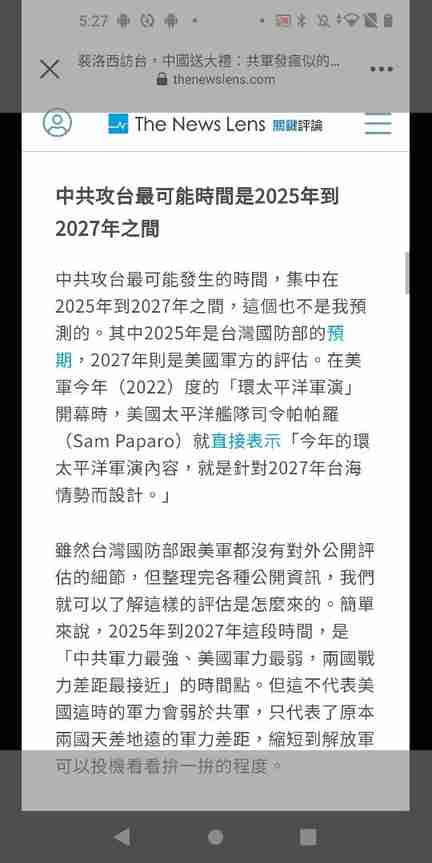 5:27
裴洛西訪台，中國送大禮：共軍發瘋似的...
thenewslens.com
The News Lens 關鍵評論
中共攻台最可能時間是2025年到
2027年之間
中共攻台最可能發生的時間，集中在
2025年到2027年之間，這個也不是我預
測的。其中2025年是台灣國防部的預
期，2027年則是美國軍方的評估。在美
軍今年（2022）度的「環太平洋軍演」
開幕時，美國太平洋艦隊司令帕帕羅
（Sam Paparo）就直接表示「今年的環
太平洋軍演內容，就是針對2027年台海
情勢而設計。」
雖然台灣國防部跟美軍都沒有對外公開評
估的細節，但整理完各種公開資訊，我們
就可以了解這樣的評估是怎麼來的。簡單
來說，2025年到2027年這段時間，是
「中共軍力最強、美國軍力最弱，兩國戰
力差距最接近」的時間點。但這不代表美
國這時的軍力會弱於共軍，只代表了原本
兩國天差地遠的軍力差距，縮短到解放軍
可以投機看看拚一拚的程度。